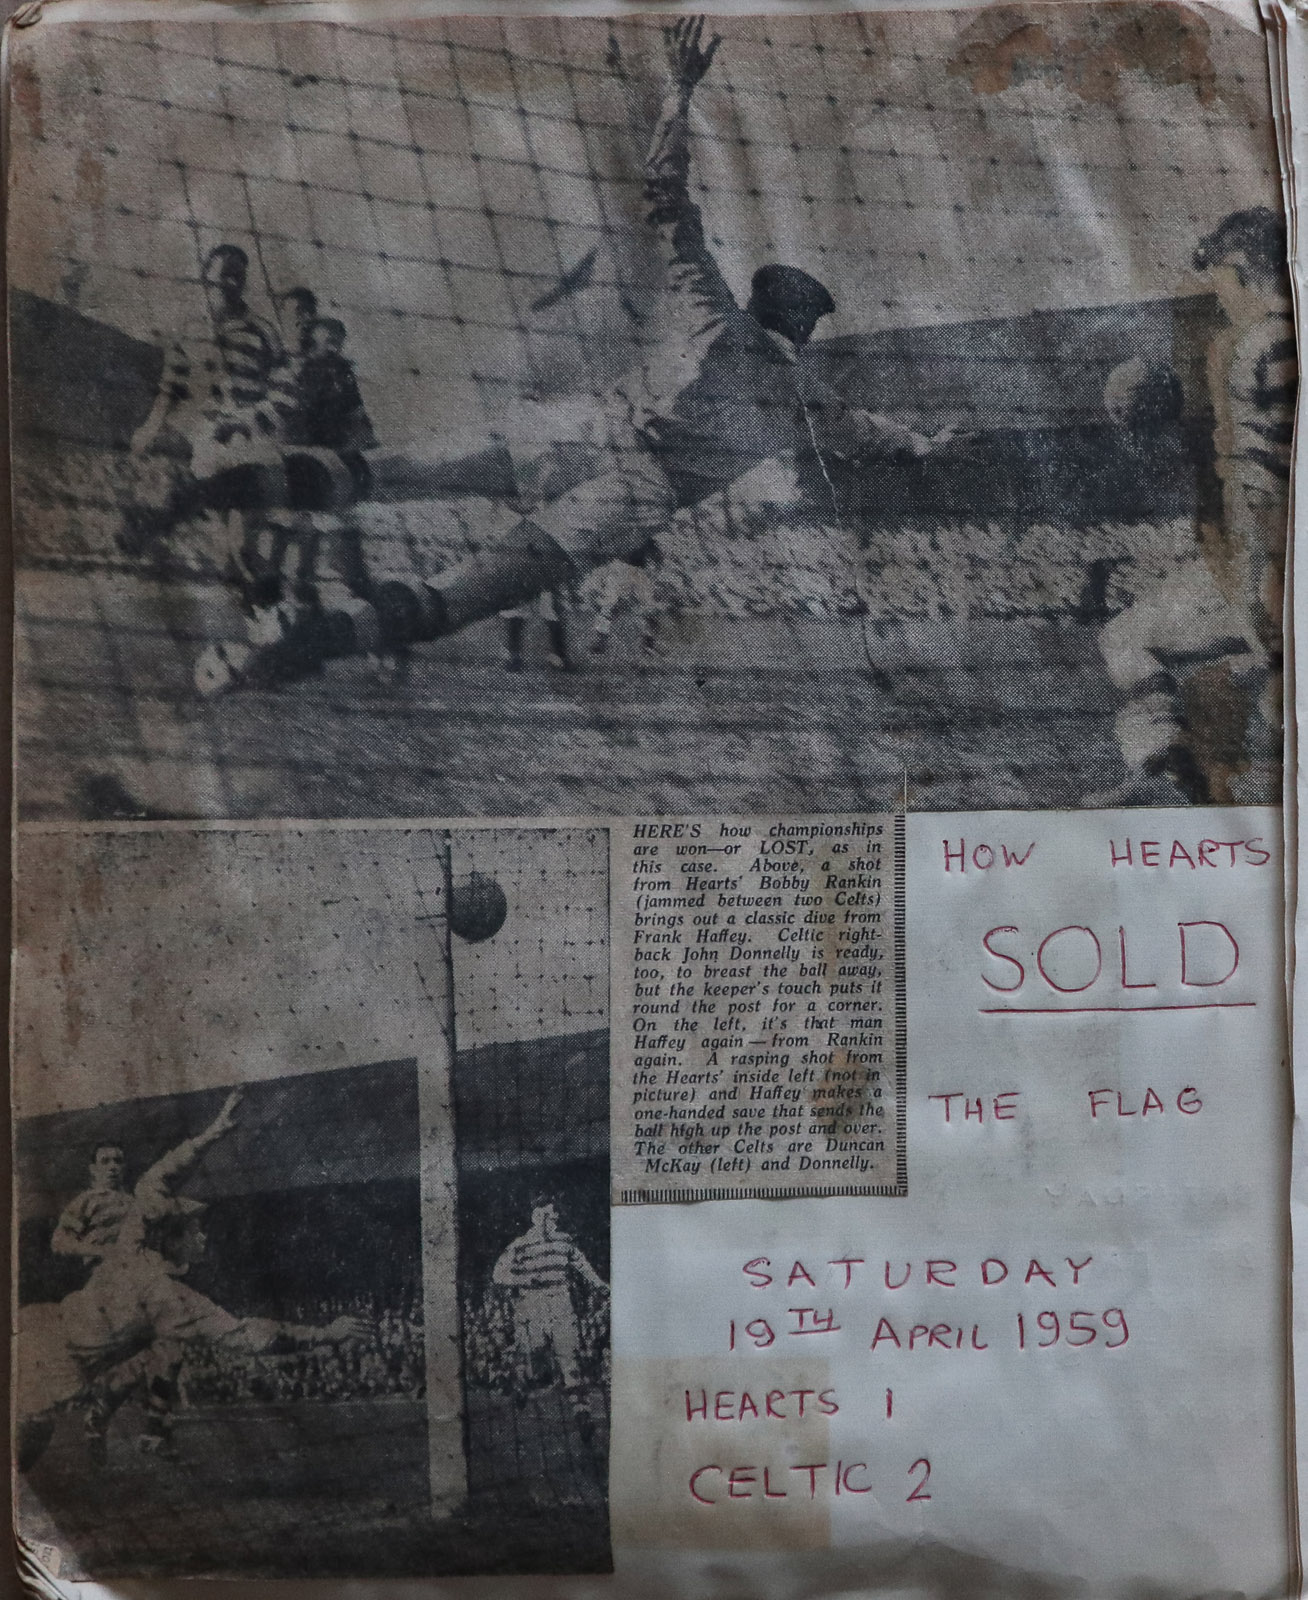 HERE'S how championships
are won—or LOST, as in
this case. Above, a shot
from Hearts' Bobby Rankin
(jammed between two Celts)
brings out a classic dive from
Frank Haffey. Celtic right-
back John Donnelly is ready,
too, to breast the ball away,
but the keeper's touch puts it
round the post for a corner.
On the left, it's that man
Haffey again—from Rankin
again. A rasping shot from
the Hearts' inside left (not in
picture) and Haffey makes a
one-handed save that sends the
ball high up the post and over.
The other Celts are Duncan
McKay (left) and Donnelly.
HOW HEARTS
SOLD
THE FLAG
SATURDAY
19TH APRIL 1959
HEARTS 1
CELTIC 2